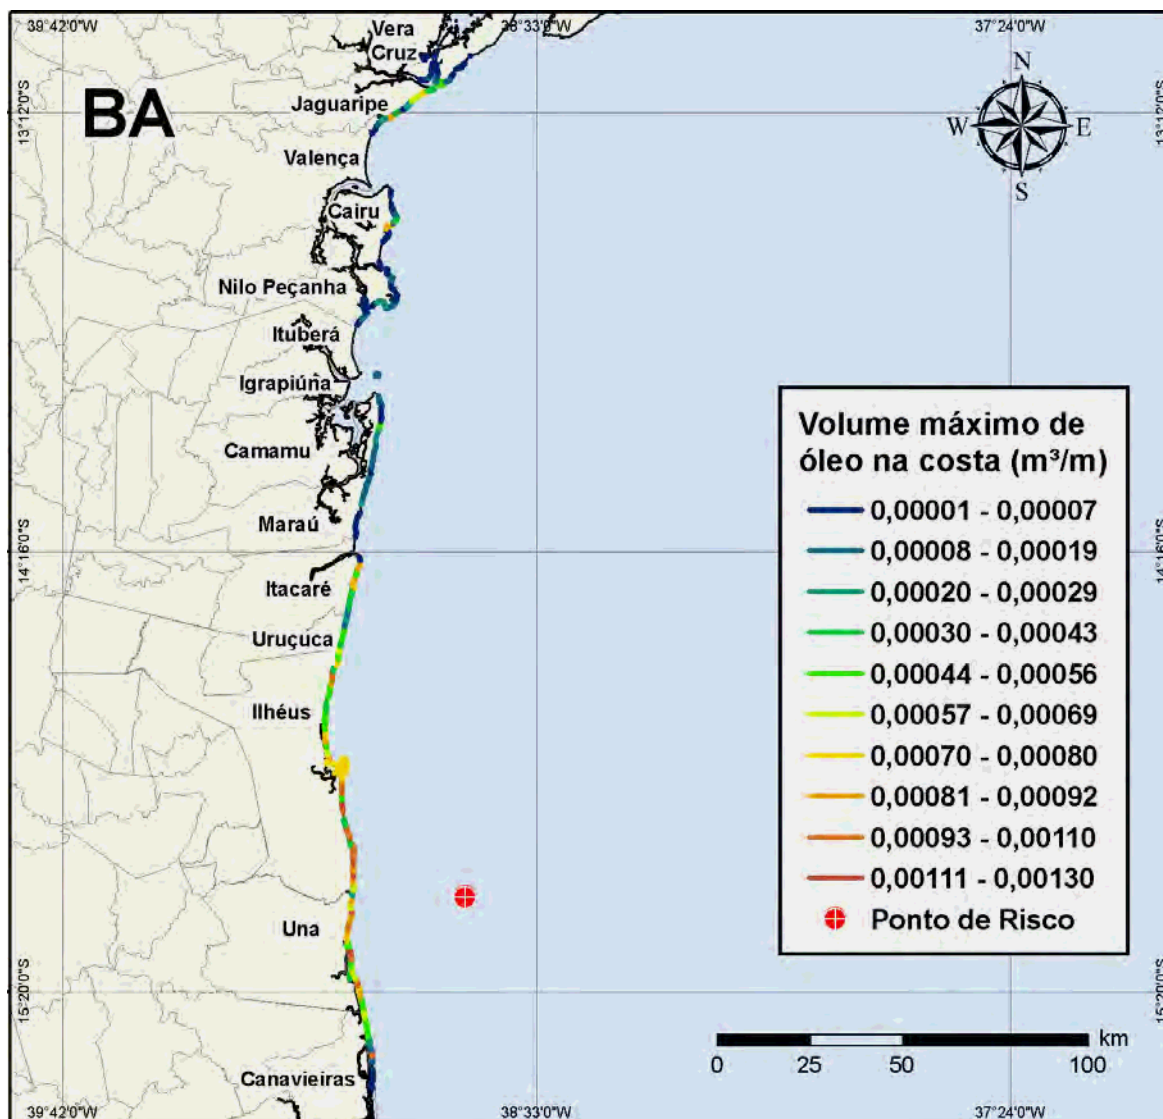 39°42'0"W
38°33'0"W
37°24'0"W
Vera
Cruz
N
BA
Jaguaripe
13°12'0"S
13°12'0"S
W
E
Valença
S
Cairu
Nilo Peçanha
Ituberá
Igrapiúna
Volume máximo de
óleo na costa (m³/m)
Camamu
0,00001 - 0,00007
Maraú
14°16'0"S
0,00008 - 0,00019
14°16'0"S
Itacaré
0,00020 - 0,00029
Uruçuca
0,00030 - 0,00043
0,00044 - 0,00056
Ilhéus
0,00057 - 0,00069
0,00070 - 0,00080
0,00081 - 0,00092
0,00093 - 0,00110
0,00111 - 0,00130
Una
Ponto de Risco
15°20'0"S
15°20'0"S
km
0
25
50
100
Canavieiras
39°42'0"W
38°33'0"W
37°24'0"W